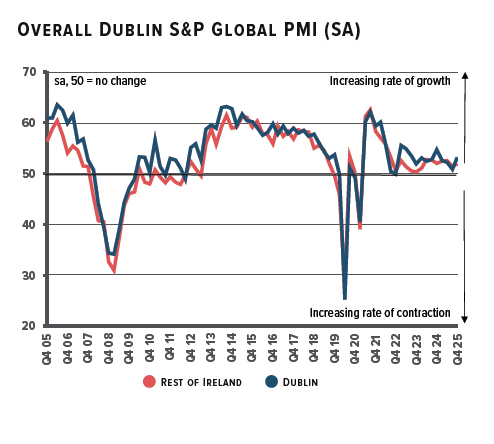 OVERALL DUBLIN S&P GLOBAL PMI (SA)
70
60
50
40
30
20
sa, 50 = no change
Increasing rate of growth
Increasing rate of contraction
Q4 05
Q4 06
Q4 07
Q4 08
Q4 09
Q4 10
Q4 11
Q4 12
Q4 13
Q4 14
Q4 15
Q4 16
Q4 17
Q4 18
Q4 19
Q4 20
Q4 21
Q4 22
Q4 23
Q4 24
Q4 25
REST OF IRELAND
DUBLIN